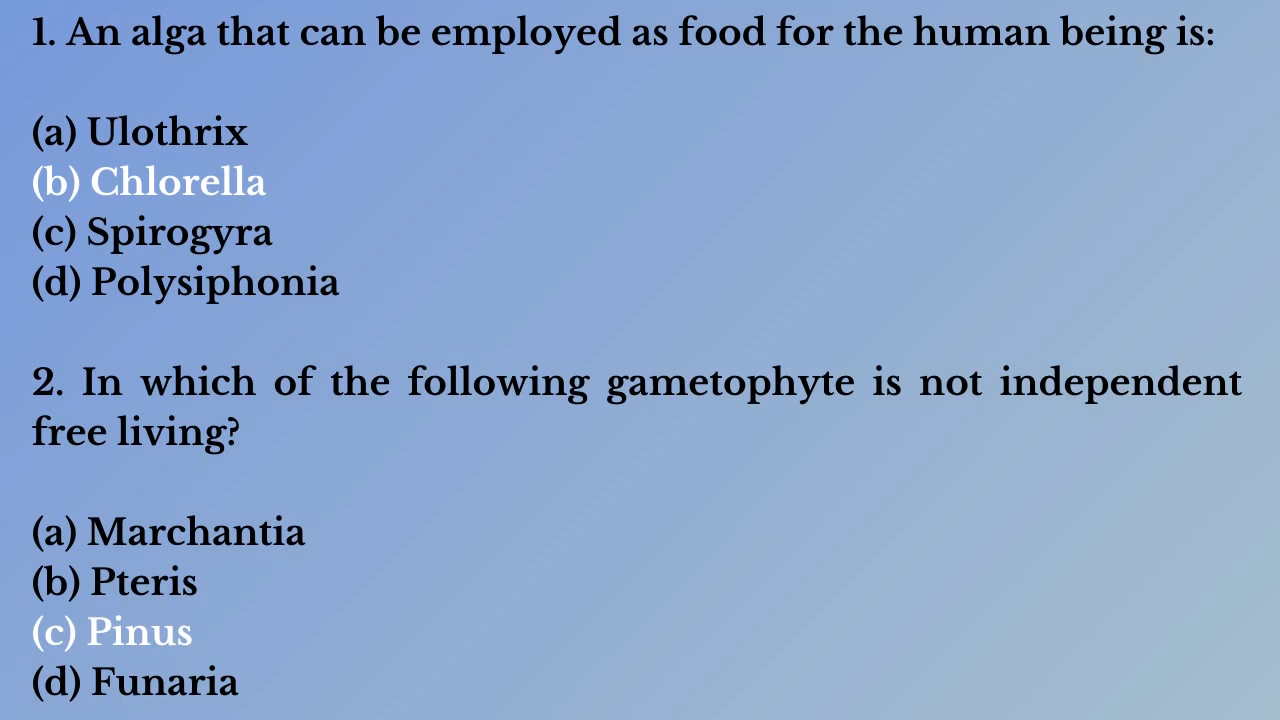 1. An alga that can be employed as food for the human being is:
(a) Ulothrix
(b) Chlorella
(c) Spirogyra
(d) Polysiphonia
2. In which of the following gametophyte is not independent
free living?
(a) Marchantia
(b) Pteris
(c) Pinus
(d) Funaria